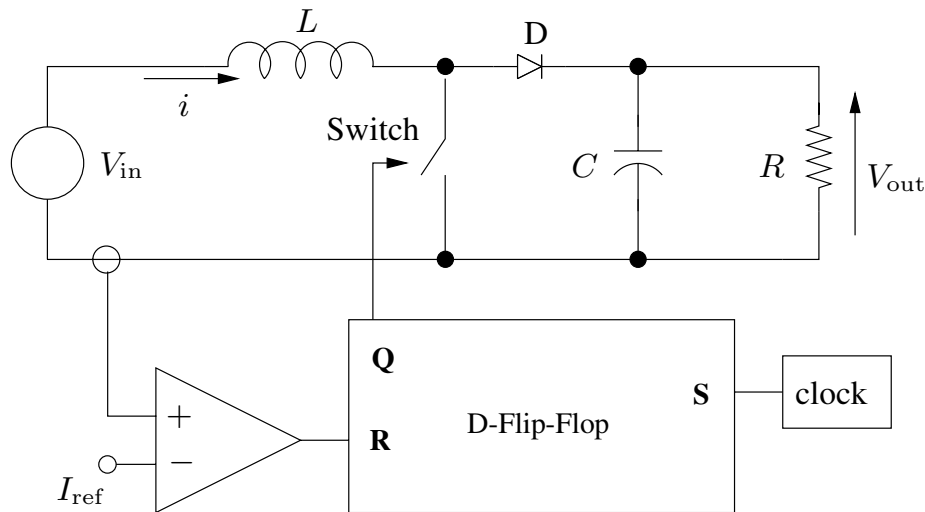 L
D
i
Switch
V_in
C
R
V_out
Q
S
clock
D-Flip-Flop
+
R
−
I_ref